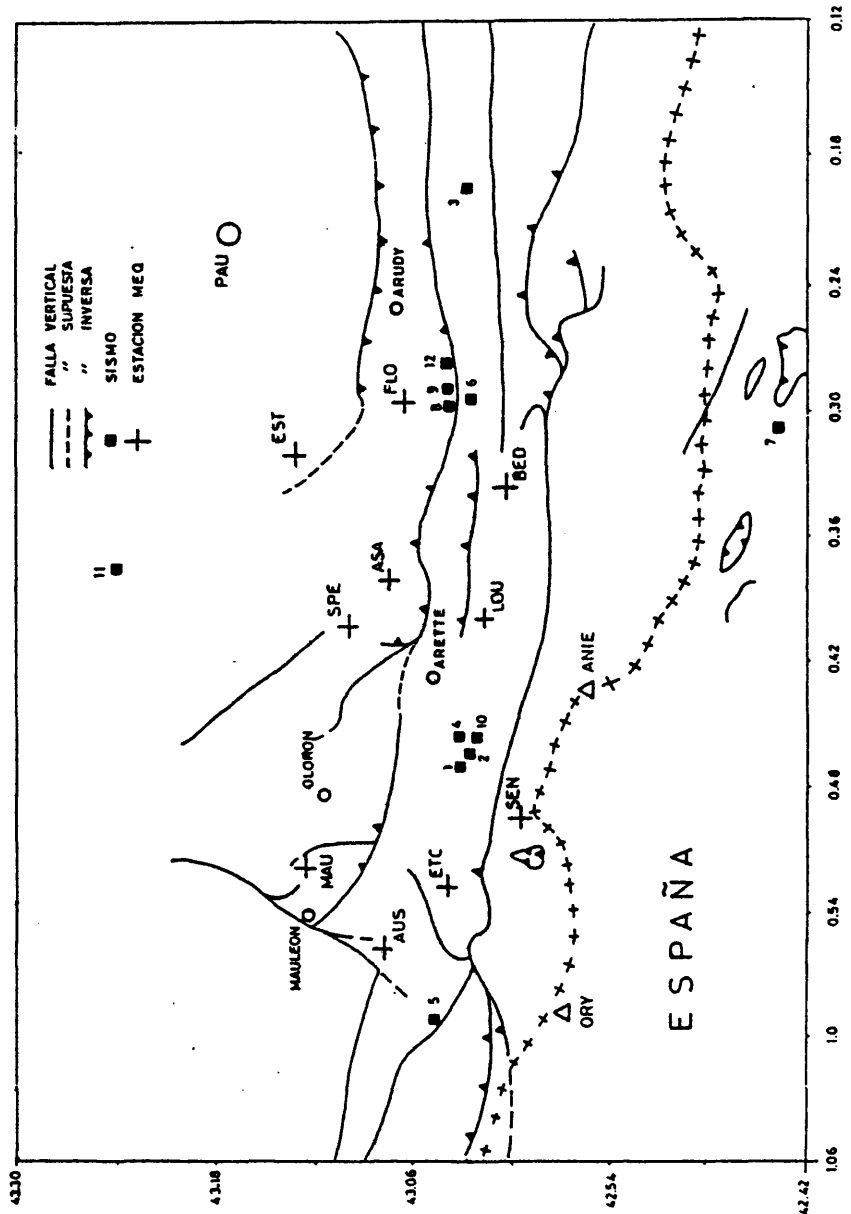 FALLA VERTICAL
" SUPUESTA
" INVERSA
SISMO
ESTACION MEQ
PAU
EST
11
SPE
ASA
FLO
ARUDY
8
9
12
6
3
OLORON
ARETTE
LOU
BED
MAULEON
MAU
AUS
ETC
1
4
2
10
5
SEN
ANIE
ORY
7
ESPAÑA
43.30
43.18
43.06
42.54
42.42
1.06
1.0
0.54
0.48
0.42
0.36
0.30
0.24
0.18
0.12